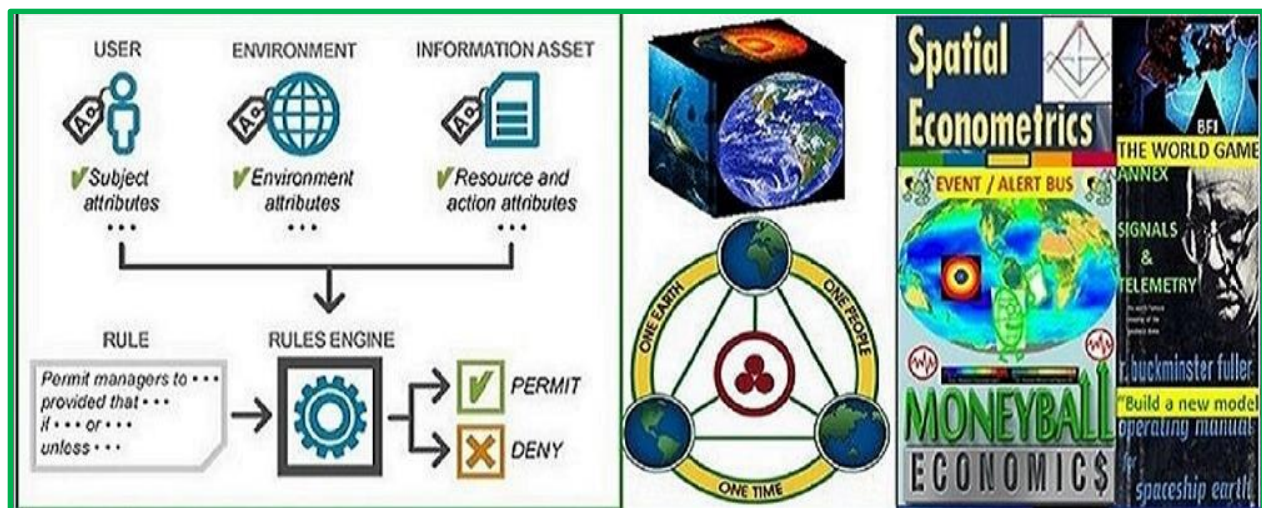 USER
ENVIRONMENT
INFORMATION ASSET
Subject
attributes
• • •
Environment
attributes
• • •
Resource and
action attributes
• • •
RULE
RULES ENGINE
Permit managers to • • •
provided that • • •
if • • • or • • •
unless • • •
PERMIT
DENY
ONE EARTH
ONE PEOPLE
ONE TIME
Spatial
Econometrics
EVENT / ALERT BUS
MONEYBALL
ECONOMIC$
BFI
THE WORLD GAME
ANNEX
SIGNALS
&
TELEMETRY
r. buckminster fuller
"Build a new model
operating manual
for
spaceship earth